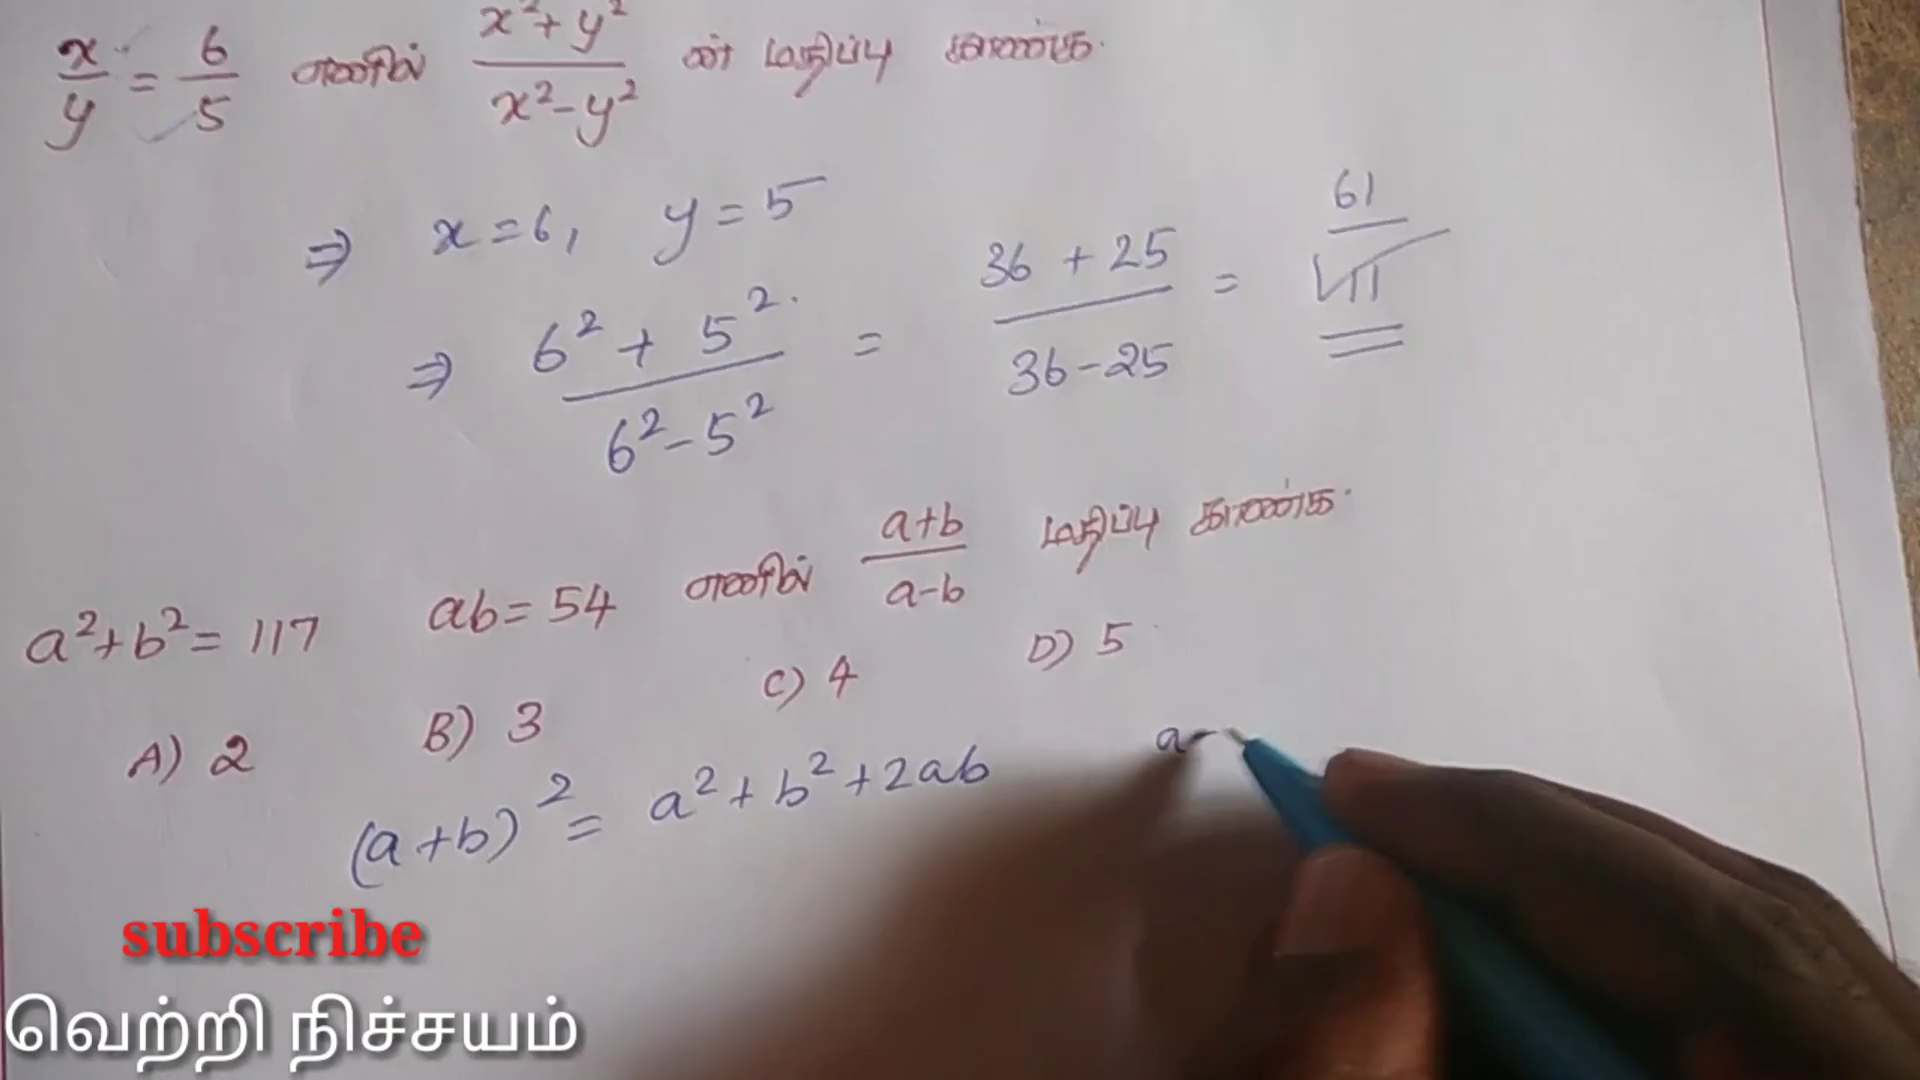 x/y = 6/5 எனில் x²+y²/x²-y² ன் மதிப்பு காண்க.
⇒ x=6, y=5
⇒ 6²+5²/6²-5² = 36+25/36-25 = 61/11
a²+b²=117 ab=54 எனில் a+b/a-b மதிப்பு காண்க.
A) 2 B) 3 C) 4 D) 5
(a+b)² = a²+b²+2ab a
subscribe
வெற்றி நிச்சயம்